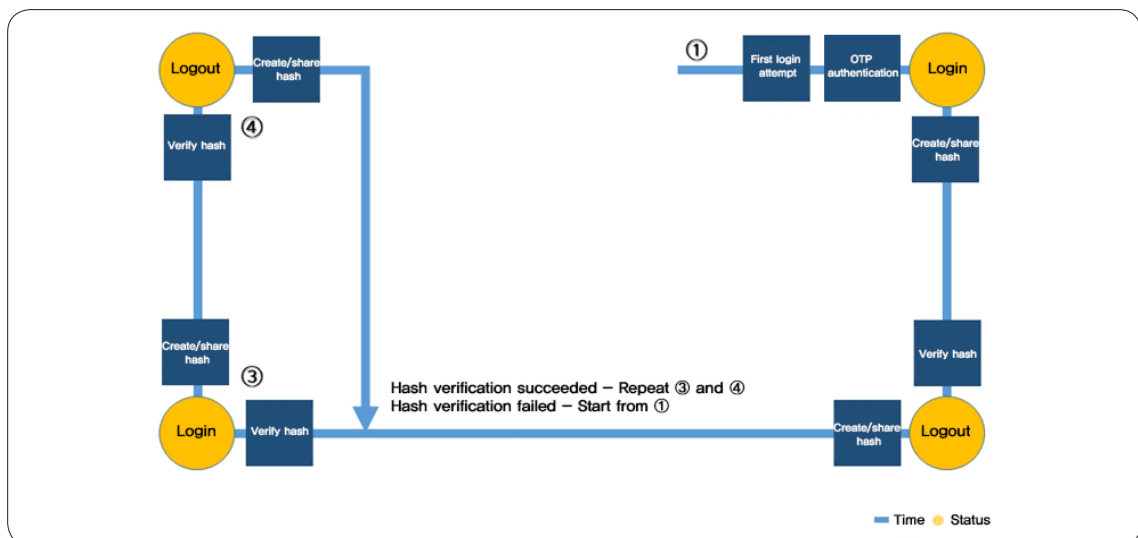 Logout
Create/share
hash
①
First login
attempt
OTP
authentication
Login
④
Verify hash
Create/share
hash
Create/share
hash
③
Verify hash
Hash verification succeeded – Repeat ③ and ④
Hash verification failed – Start from ①
Login
Verify hash
Create/share
hash
Logout
Time
Status